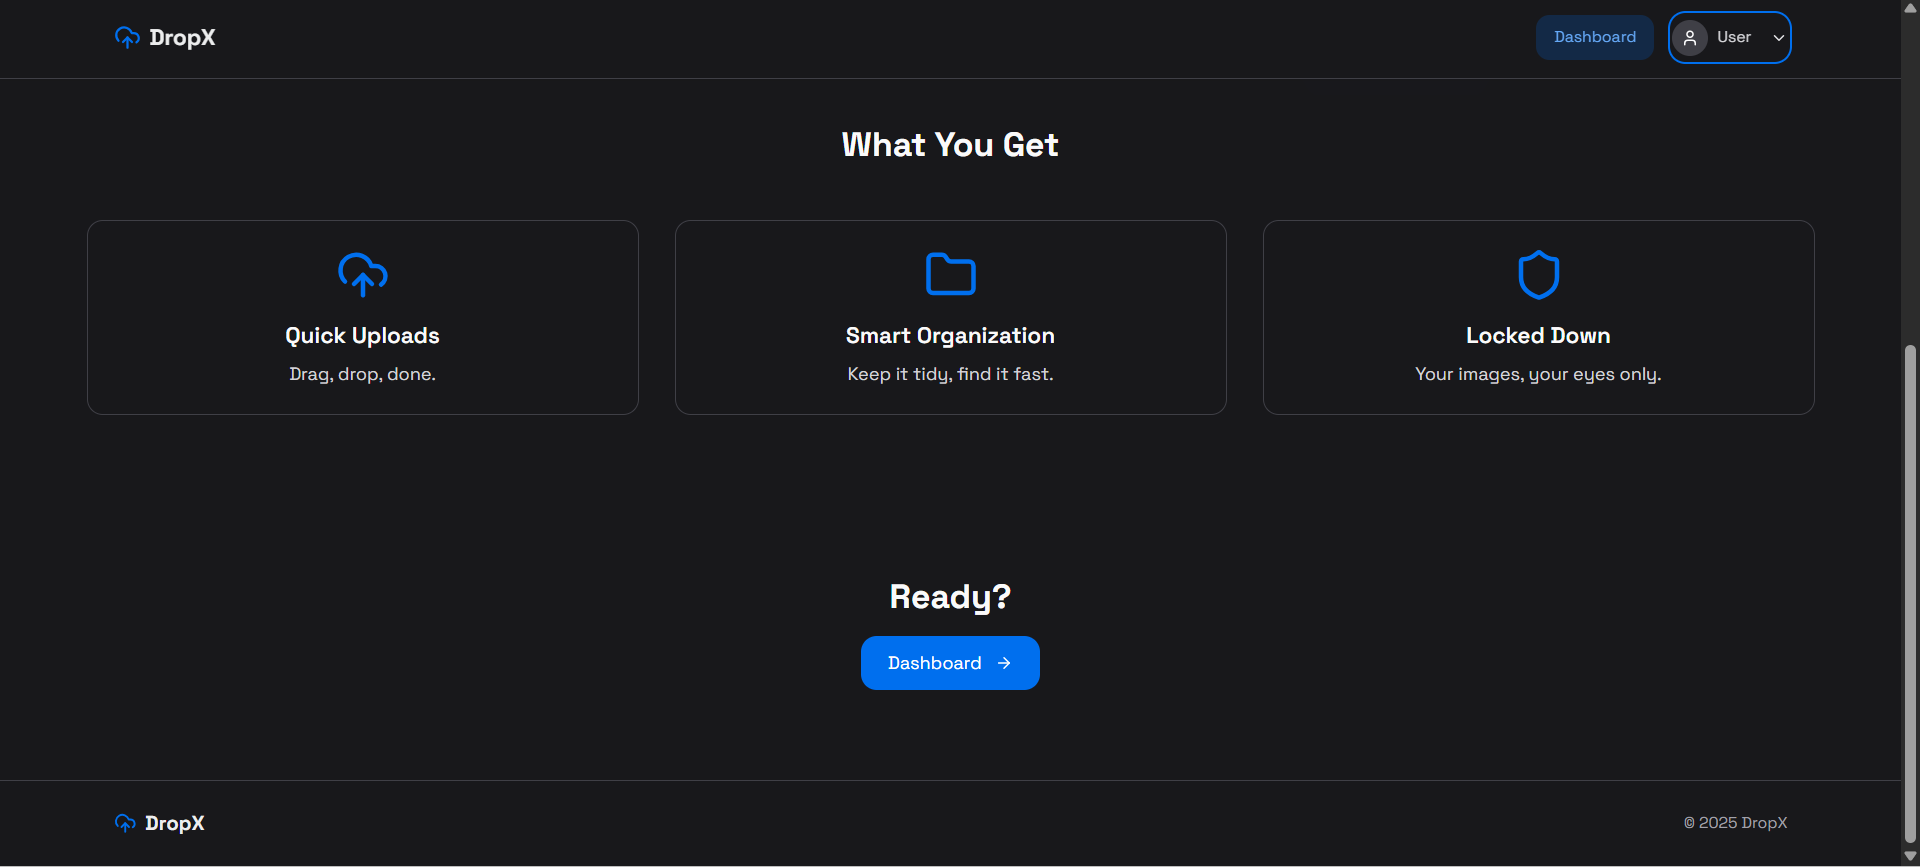 DropX
Dashboard
User
What You Get
Quick Uploads
Drag, drop, done.
Smart Organization
Keep it tidy, find it fast.
Locked Down
Your images, your eyes only.
Ready?
Dashboard
DropX
© 2025 DropX